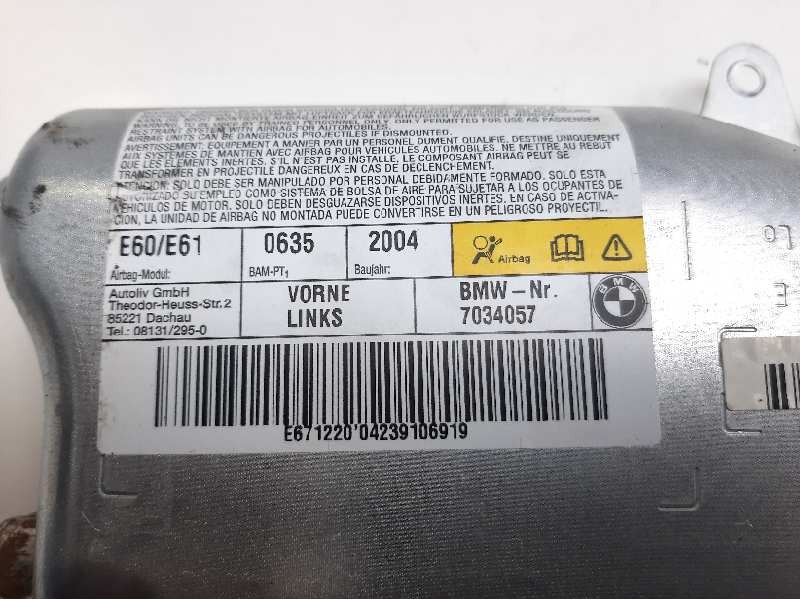 RESTRAINT SYSTEM WITH AIRBAG FOR AUTOMOBILES.
AIRBAG UNITS CAN BE DANGEROUS PROJECTILES IF DISMOUNTED.
AVERTISSEMENT: EQUIPEMENT A MANIER PAR UN PERSONEL DUMENT QUALIFIE, DESTINE UNIQUEMENT
AUX SYSTEMES DE MANTIEN AVEC AIRBAG POUR VEHICULES AUTOMOBILES. NE METTRE AU REBUT
QUE LES ELEMENTS INERTES. S'IL N'EST PAS INSTALLE, LE COMPOSANT AIRBAG PEUT SE
TRANSFORMER EN PROJECTILE DANGEREUX EN CAS DE DECLENCHEMENT.
ATENCION: SOLO DEBE SER MANIPULADO POR PERSONAL DEBIDAMENTE FORMADO. SOLO ESTA
AUTORIZADO SU EMPLEO COMO SISTEMA DE BOLSA DE AIRE PARA SUJETAR A LOS OCUPANTES DE
VEHICULOS DE MOTOR. SOLO DEBEN DESGUAZARSE DISPOSITIVOS INERTES. EN CASO DE ACTIVA-
CION, LA UNIDAD DE AIRBAG NO MONTADA PUEDE CONVERTIRSE EN UN PELIGROSO PROYECTIL.
E60/E61 0635 2004 Airbag
Airbag-Modul: BAM-PT1 Baujahr:
Autoliv GmbH
Theodor-Heuss-Str.2
85221 Dachau
Tel.: 08131/295-0
VORNE
LINKS
BMW-Nr.
7034057
BMW
E671220'04239106919